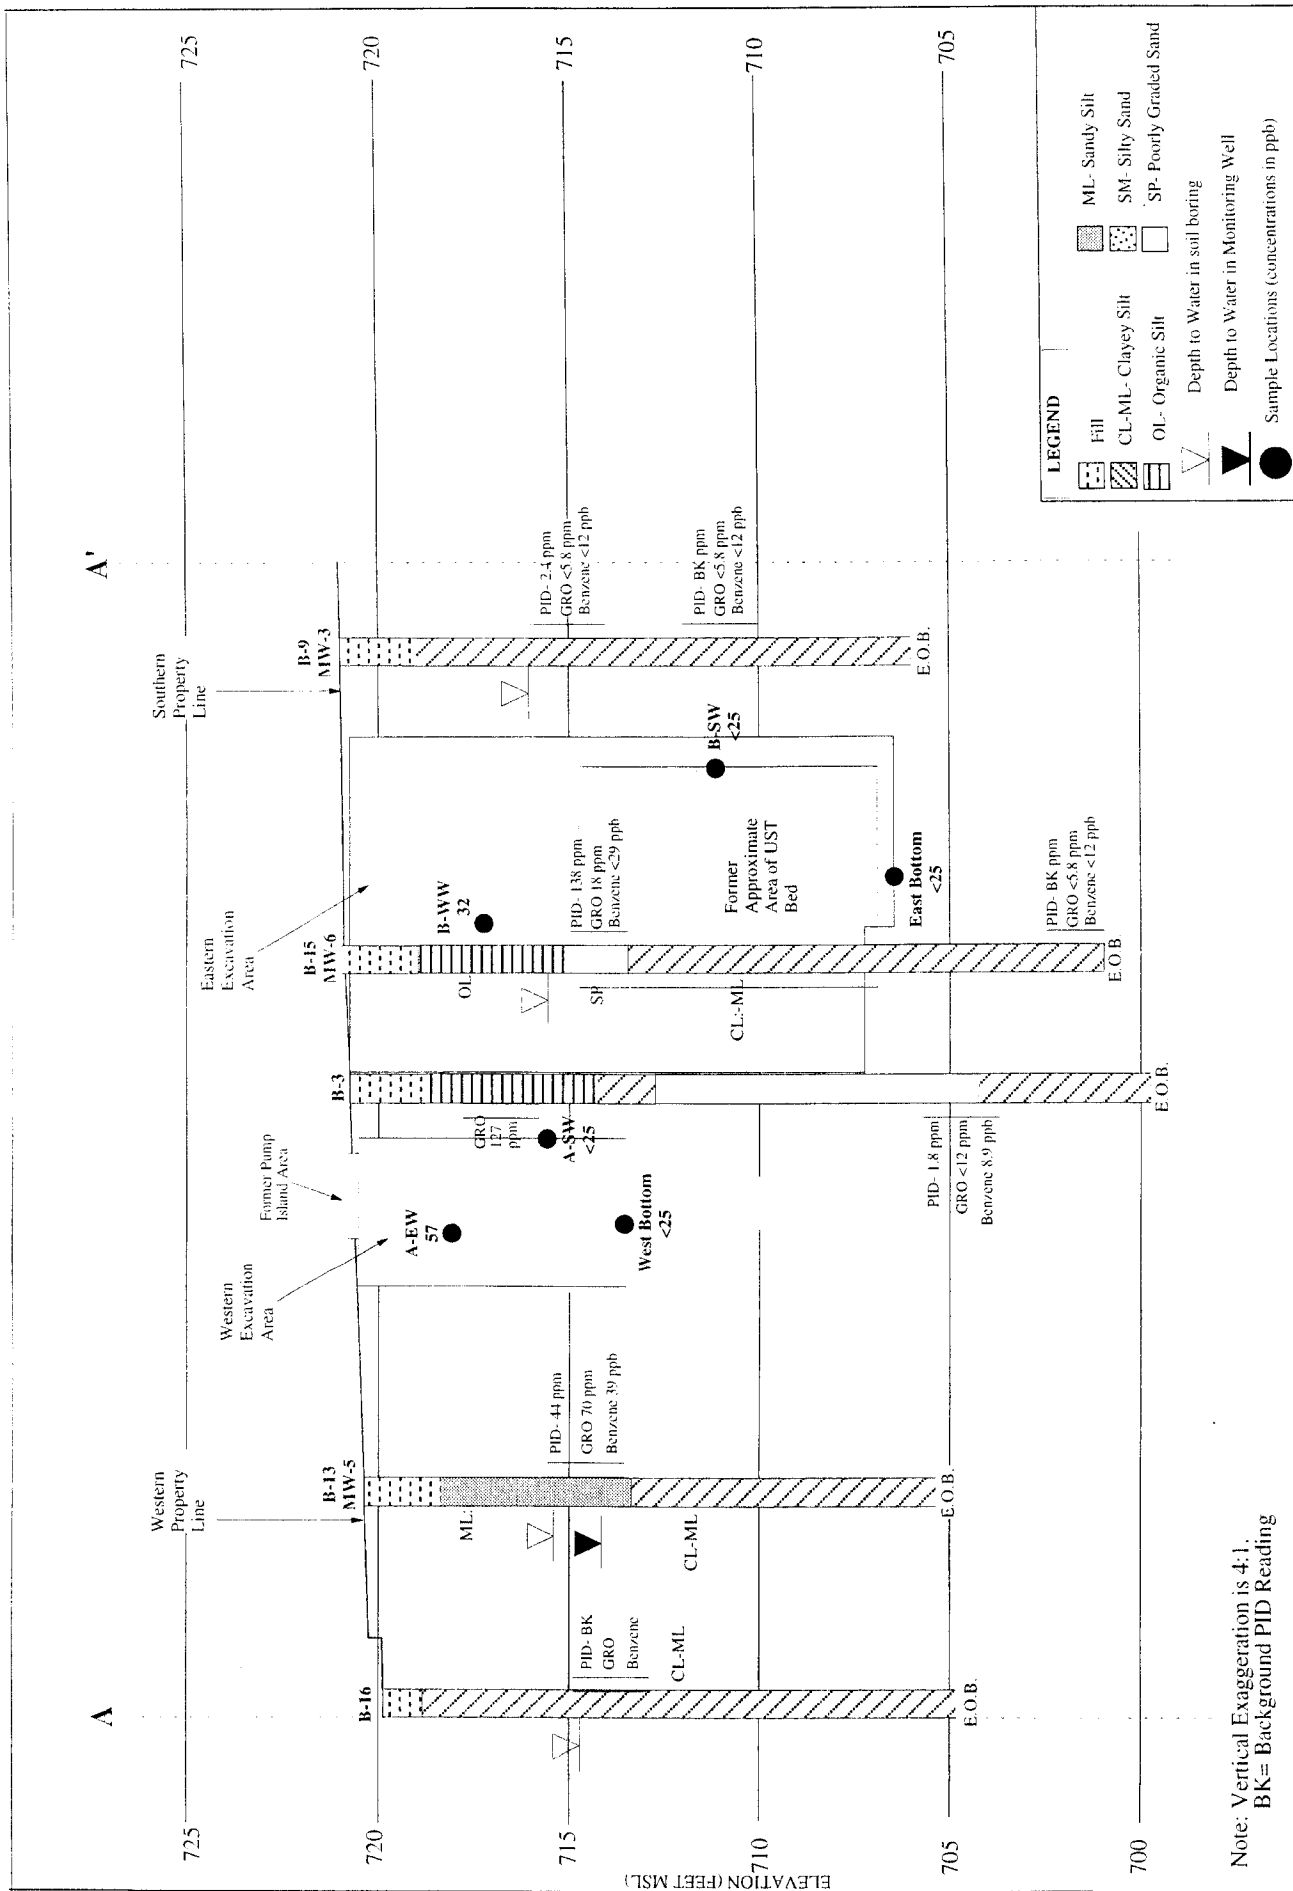 A
A'
Western
Property
Line
Western
Excavation
Area
Former Pump
Island Area
Eastern
Excavation
Area
Southern
Property
Line
725
725
720
720
715
715
710
710
705
705
700
ELEVATION (FEET MSL)
B-16
PID- BK
GRO
Benzene
CL-ML
E.O.B.
B-13
MW-5
ML:
CL-ML
PID- 44 ppm
GRO 70 ppm
Benzene 39 ppb
E.O.B.
A-EW
57
West Bottom
<25
A-SW
<25
GRO
127
ppm
B-3
PID- 1.8 ppm
GRO <12 ppm
Benzene 8.9 ppb
E.O.B.
B-15
MW-6
OL
SP
CL:-ML
B-WW
32
PID- 138 ppm
GRO 18 ppm
Benzene <29 ppb
PID- BK ppm
GRO <5.8 ppm
Benzene <12 ppb
E.O.B.
Former
Approximate
Area of UST
Bed
East Bottom
<25
B-SW
<25
B-9
MW-3
PID- 2.4 ppm
GRO <5.8 ppm
Benzene <12 ppb
PID- BK ppm
GRO <5.8 ppm
Benzene <12 ppb
E.O.B.
LEGEND
Fill
ML- Sandy Silt
CL-ML- Clayey Silt
SM- Silty Sand
OL- Organic Silt
SP- Poorly Graded Sand
Depth to Water in soil boring
Depth to Water in Monitoring Well
Sample Locations (concentrations in ppb)
Note: Vertical Exaggeration is 4:1.
BK= Background PID Reading